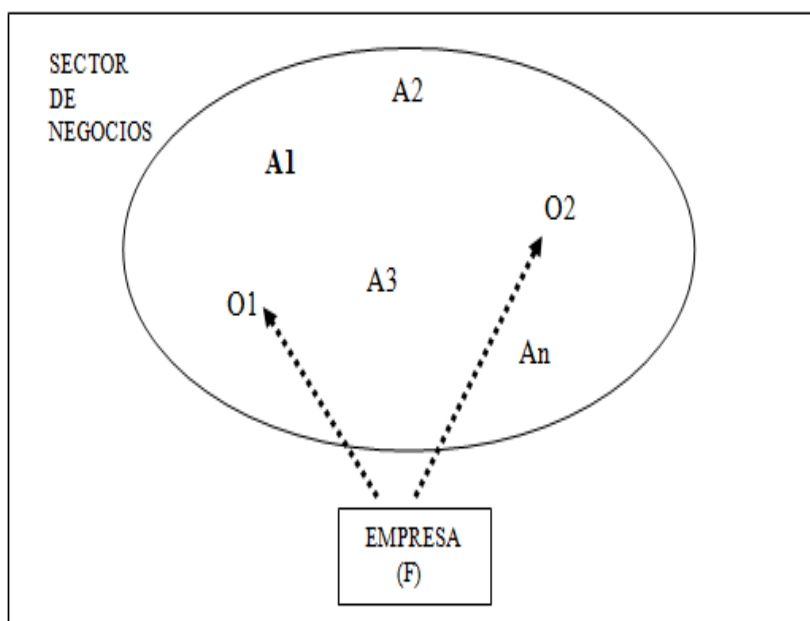 SECTOR
DE
NEGOCIOS
A2
A1
O2
A3
O1
An
EMPRESA
(F)